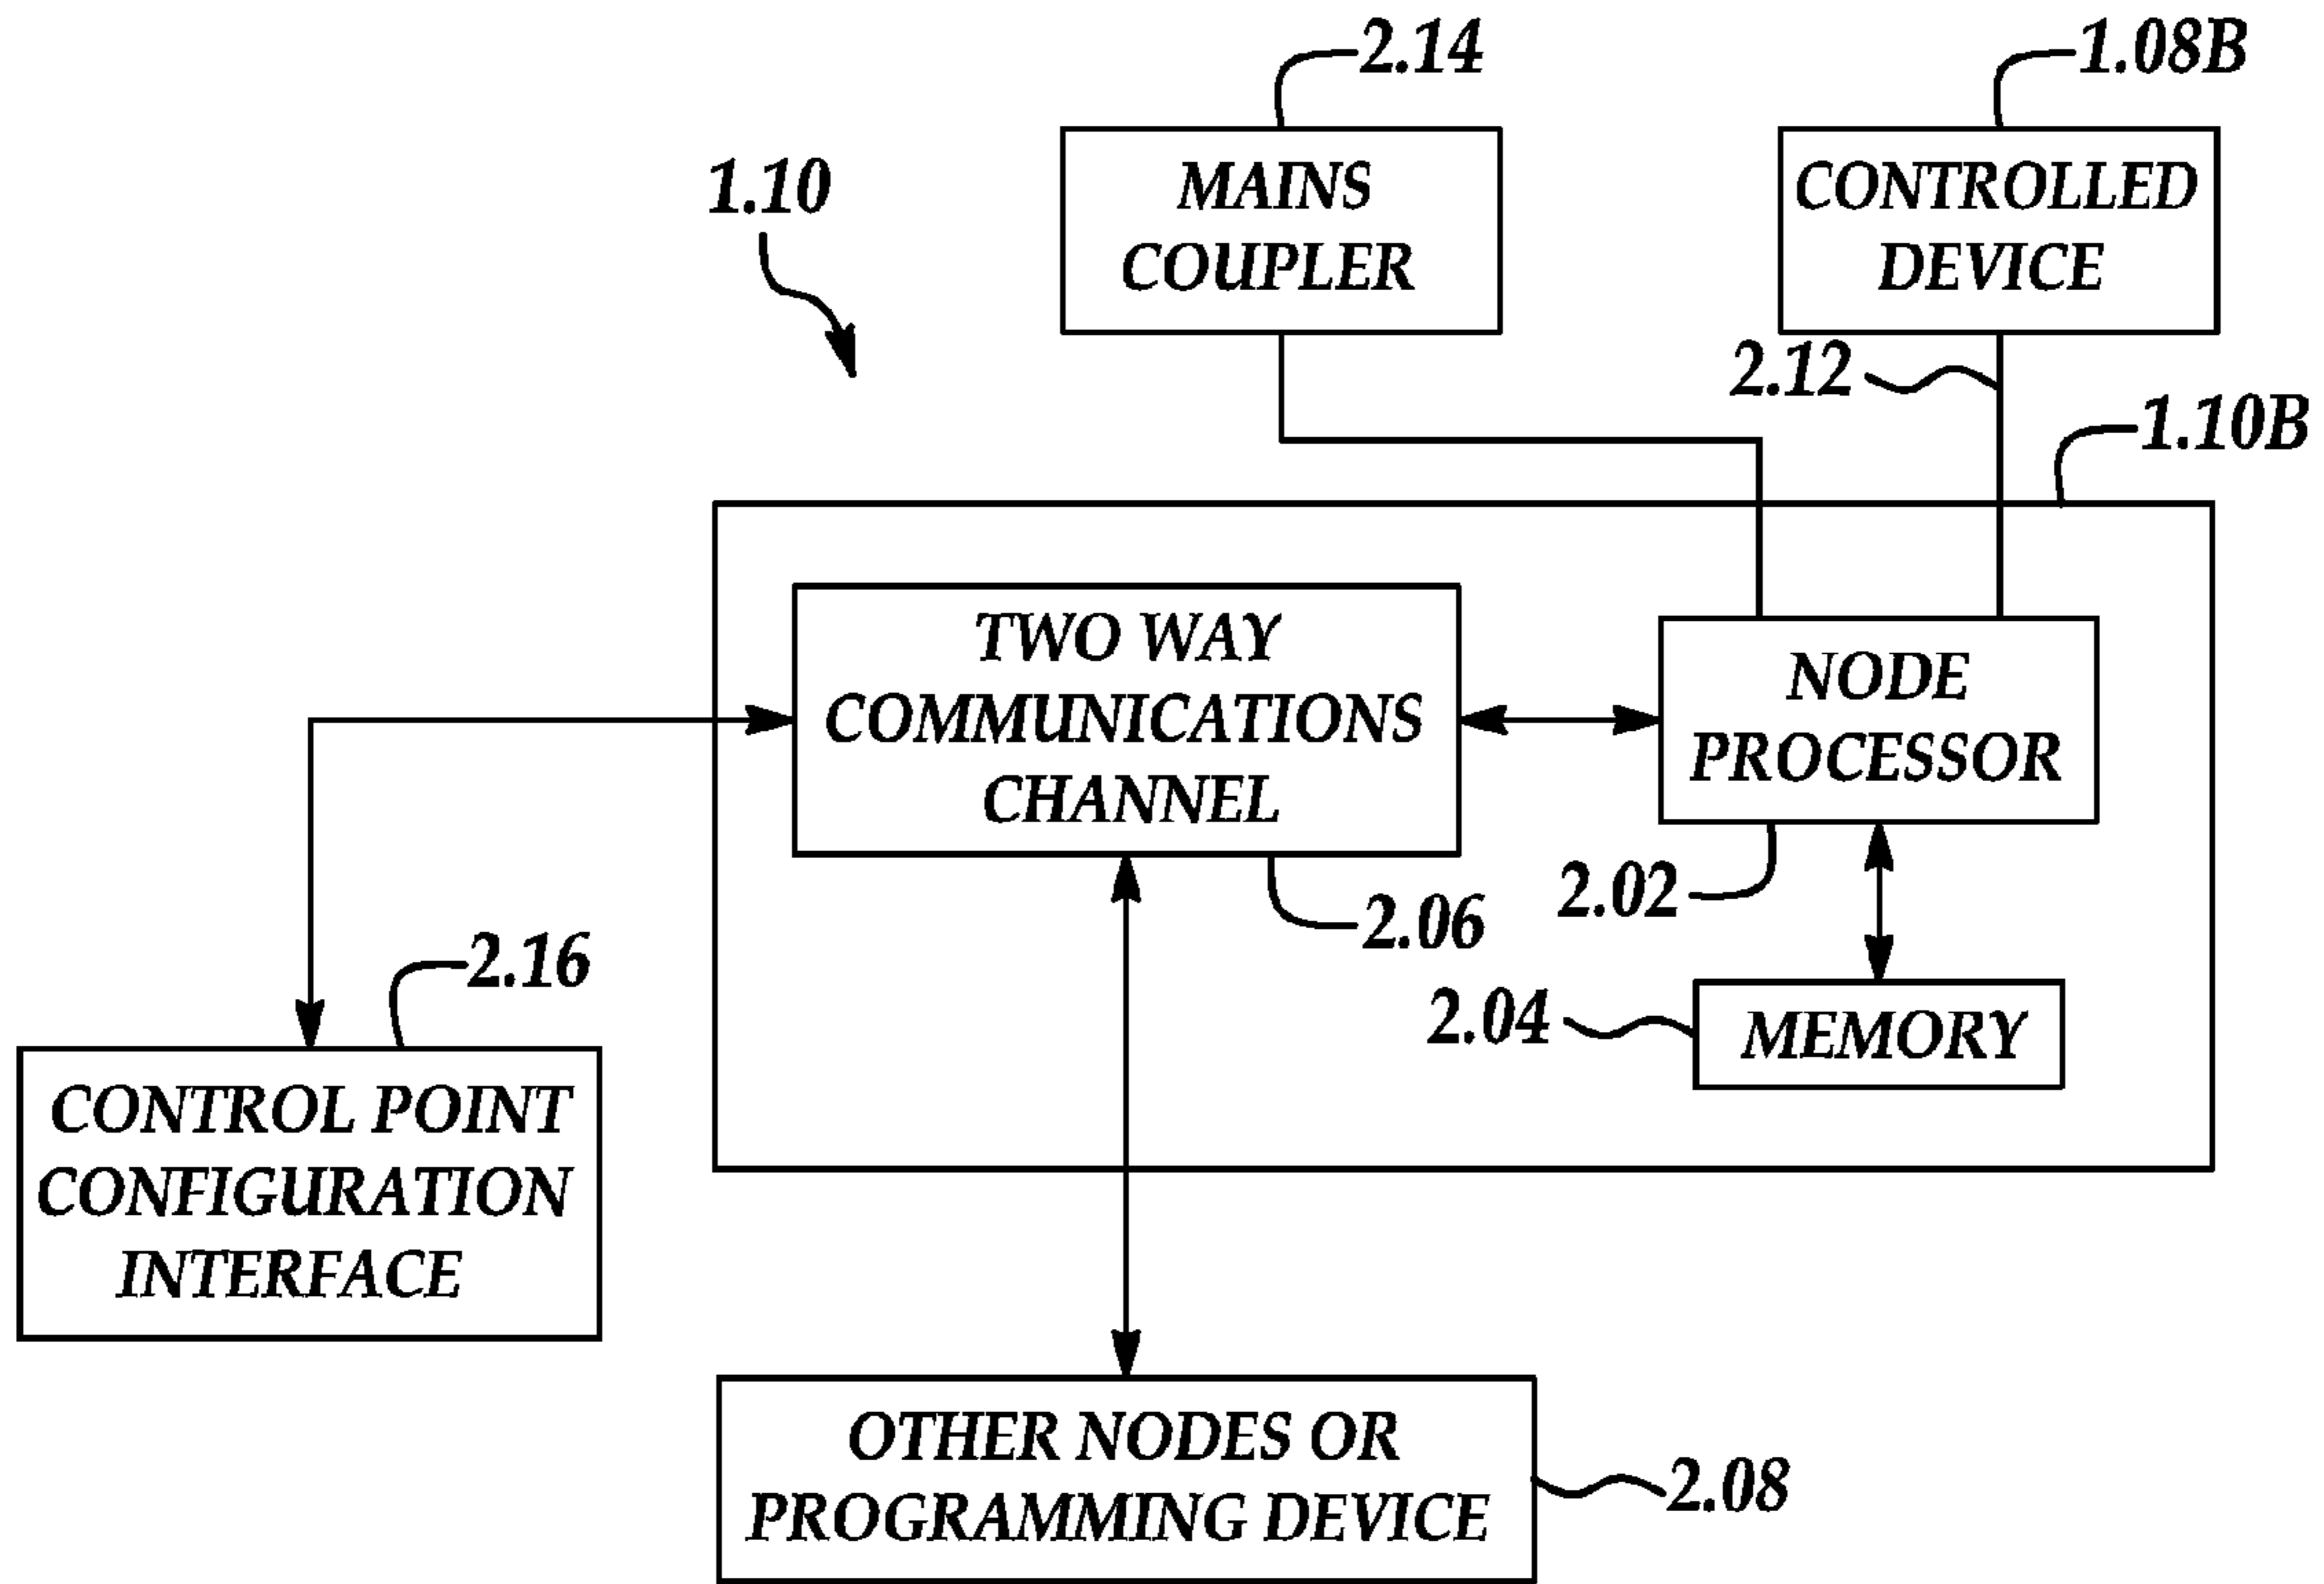 2.14
1.08B
1.10
MAINS
COUPLER
CONTROLLED
DEVICE
2.12
1.10B
TWO WAY
COMMUNICATIONS
CHANNEL
NODE
PROCESSOR
2.02
2.06
2.16
2.04
MEMORY
CONTROL POINT
CONFIGURATION
INTERFACE
OTHER NODES OR
PROGRAMMING DEVICE
2.08